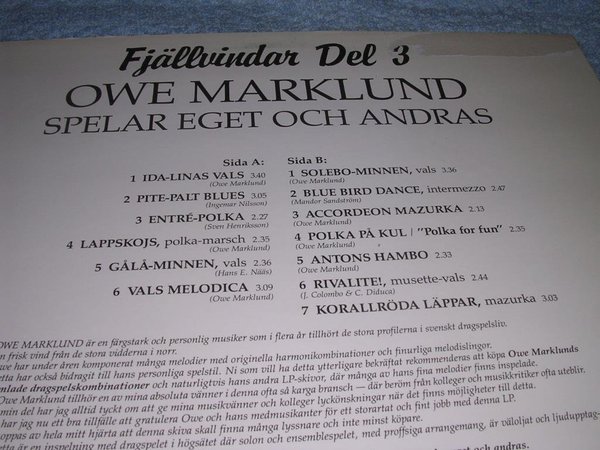 Fjällvindar Del 3
OWE MARKLUND
SPELAR EGET OCH ANDRAS
Sida A:
1 IDA-LINAS VALS 3.40
(Owe Marklund)
2 PITE-PALT BLUES 3.05
(Ingemar Nilsson)
3 ENTRÉ-POLKA 2.27
(Sven Henriksson)
4 LAPPSKOJS, polka-marsch 2.35
(Owe Marklund)
5 GÅLÅ-MINNEN, vals 2.36
(Hans E. Nääs)
6 VALS MELODICA 3.09
(Owe Marklund)
Sida B:
1 SOLEBO-MINNEN, vals 3.36
(Owe Marklund)
2 BLUE BIRD DANCE, intermezzo 2.47
(Mandor Sandström)
3 ACCORDEON MAZURKA 2.13
(Owe Marklund)
4 POLKA PÅ KUL / "Polka for fun" 2.35
(Owe Marklund)
5 ANTONS HAMBO 2.33
(Owe Marklund)
6 RIVALITE!, musette-vals 2.44
(J. Colombo & C. Diduca)
7 KORALLRÖDA LÄPPAR, mazurka 3.03
OWE MARKLUND är en färgstark och personlig musiker som i flera år tillhört de stora profilerna i svenskt dragspelsliv.
n frisk vind från de stora vidderna i norr.
we har under åren komponerat många melodier med originella harmonikombinationer och finurliga melodislingor.
etta har också bidragit till hans personliga spelstil. Ni som vill ha detta ytterligare bekräftat rekommenderas att köpa Owe Marklunds
mlade dragspelskombinationer och naturligtvis hans andra LP-skivor, där många av hans fina melodier finns inspelade.
Owe Marklund tillhör en av mina absoluta vänner i denna ofta så karga bransch — där beröm från kolleger och musikkritiker ofta uteblir.
min del har jag alltid tyckt om att ge mina musikvänner och kolleger lyckönskningar när det finns möjligheter till detta.
har jag nu ett bra tillfälle att gratulera Owe och hans medmusikanter för ett storartat och fint jobb med denna LP.
oppas av hela mitt hjärta att denna skiva skall finna många lyssnare och inte minst köpare.
etta är en inspelning med dragspelet i högsätet där solon och ensemblespelet, med proffsiga arrangemang, är väloljat och ljudupptag-
eget och andras.